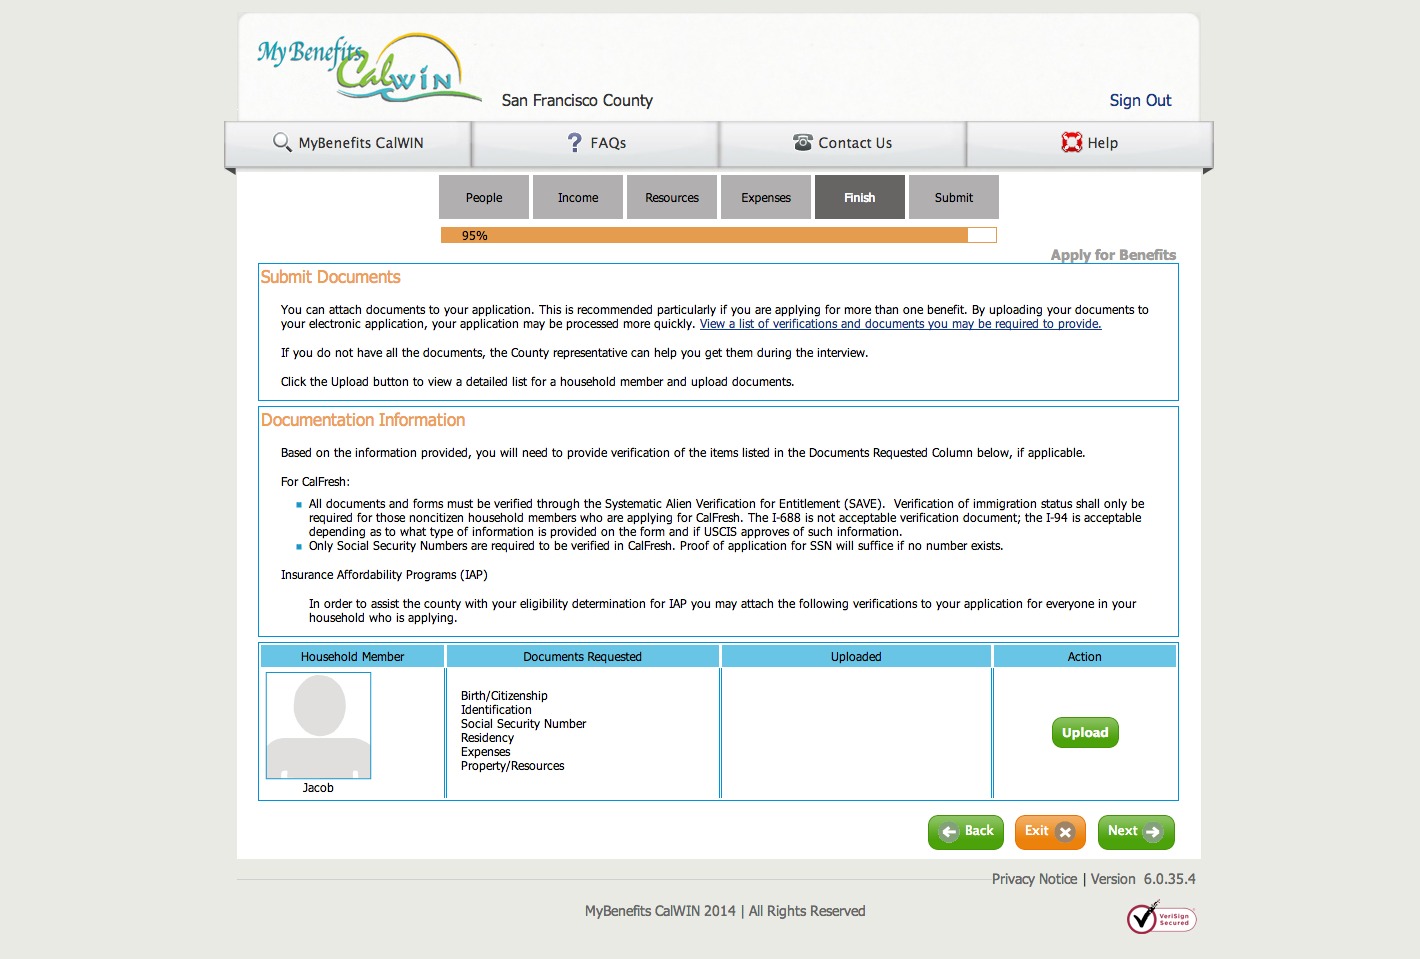 My Benefits
CalWIN
San Francisco County
Sign Out
MyBenefits CalWIN
? FAQs
Contact Us
Help
People
Income
Resources
Expenses
Finish
Submit
95%
Apply for Benefits
Submit Documents
You can attach documents to your application. This is recommended particularly if you are applying for more than one benefit. By uploading your documents to
your electronic application, your application may be processed more quickly. View a list of verifications and documents you may be required to provide.
If you do not have all the documents, the County representative can help you get them during the interview.
Click the Upload button to view a detailed list for a household member and upload documents.
Documentation Information
Based on the information provided, you will need to provide verification of the items listed in the Documents Requested Column below, if applicable.
For CalFresh:
All documents and forms must be verified through the Systematic Alien Verification for Entitlement (SAVE). Verification of immigration status shall only be
required for those noncitizen household members who are applying for CalFresh. The I-688 is not acceptable verification document; the I-94 is acceptable
depending as to what type of information is provided on the form and if USCIS approves of such information.
Only Social Security Numbers are required to be verified in CalFresh. Proof of application for SSN will suffice if no number exists.
Insurance Affordability Programs (IAP)
In order to assist the county with your eligibility determination for IAP you may attach the following verifications to your application for everyone in your
household who is applying.
Household Member
Documents Requested
Uploaded
Action
Jacob
Birth/Citizenship
Identification
Social Security Number
Residency
Expenses
Property/Resources
Upload
Back
Exit
Next
Privacy Notice | Version 6.0.35.4
MyBenefits CalWIN 2014 | All Rights Reserved
VeriSign
Secured